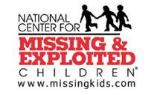 NATIONAL
CENTER FOR
MISSING &
EXPLOITED
CHILDREN®
www.missingkids.com